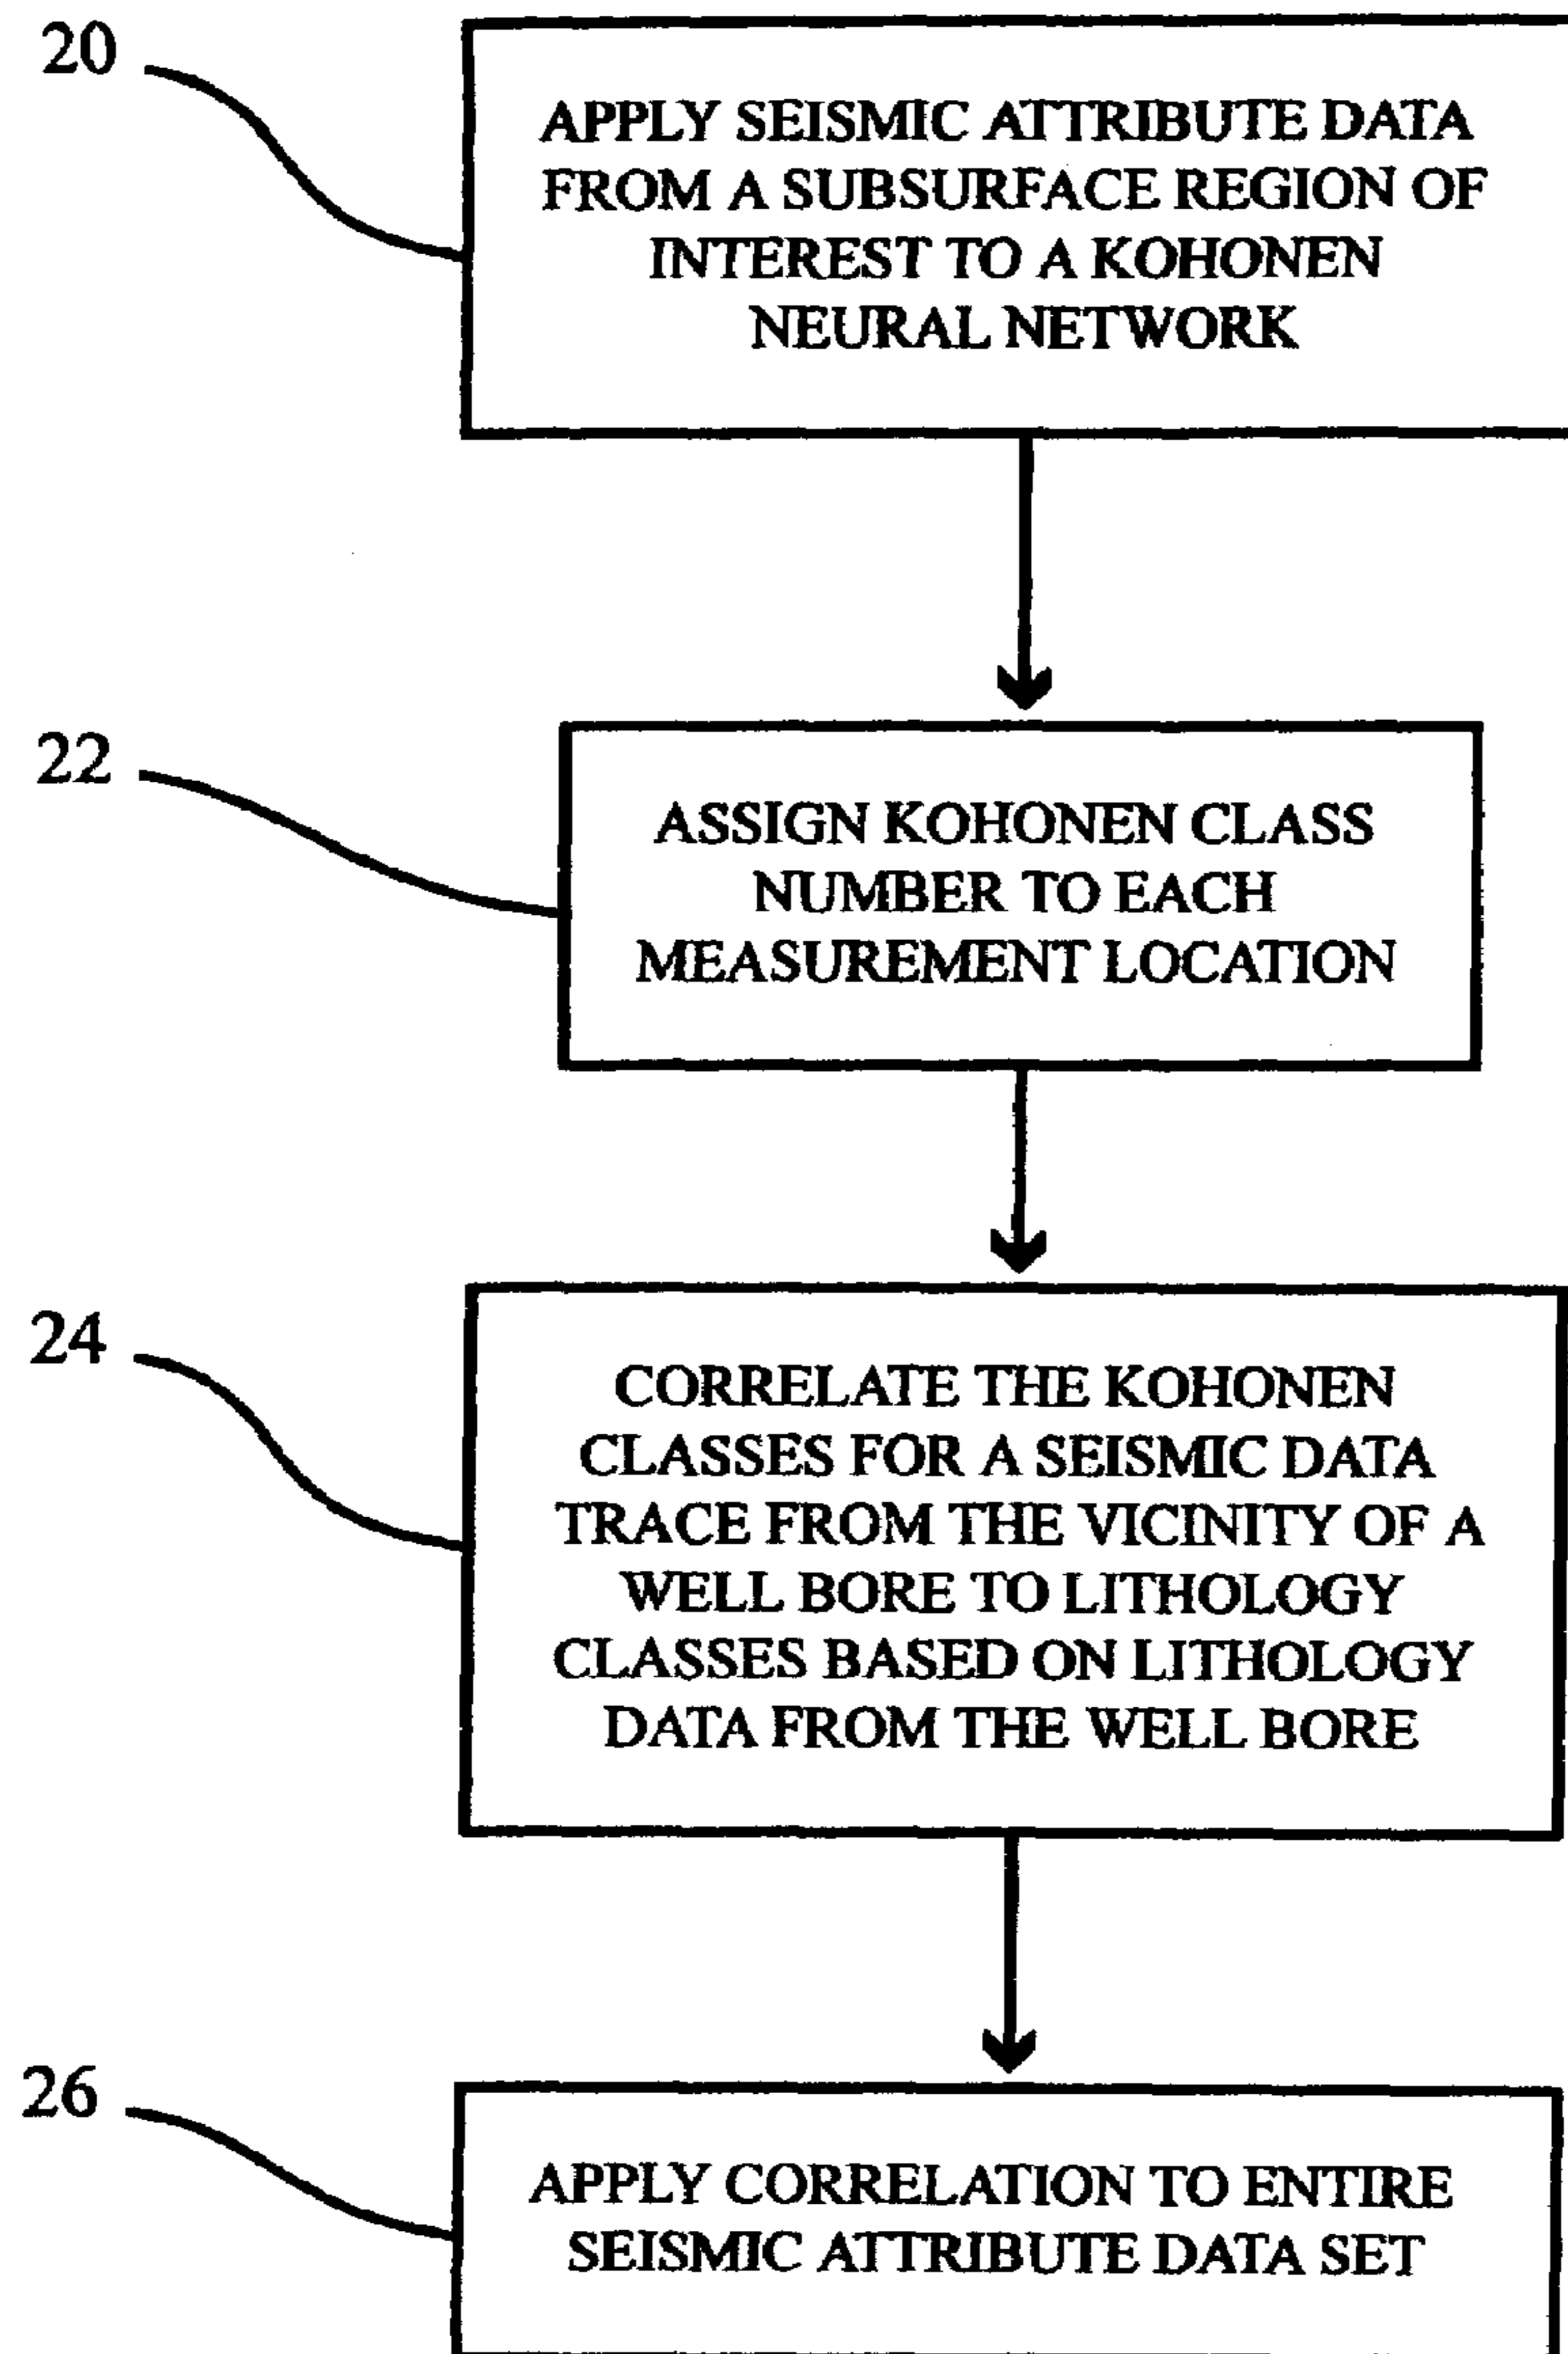 20
APPLY SEISMIC ATTRIBUTE DATA
FROM A SUBSURFACE REGION OF
INTEREST TO A KOHONEN
NEURAL NETWORK
22
ASSIGN KOHONEN CLASS
NUMBER TO EACH
MEASUREMENT LOCATION
24
CORRELATE THE KOHONEN
CLASSES FOR A SEISMIC DATA
TRACE FROM THE VICINITY OF A
WELL BORE TO LITHOLOGY
CLASSES BASED ON LITHOLOGY
DATA FROM THE WELL BORE
26
APPLY CORRELATION TO ENTIRE
SEISMIC ATTRIBUTE DATA SET